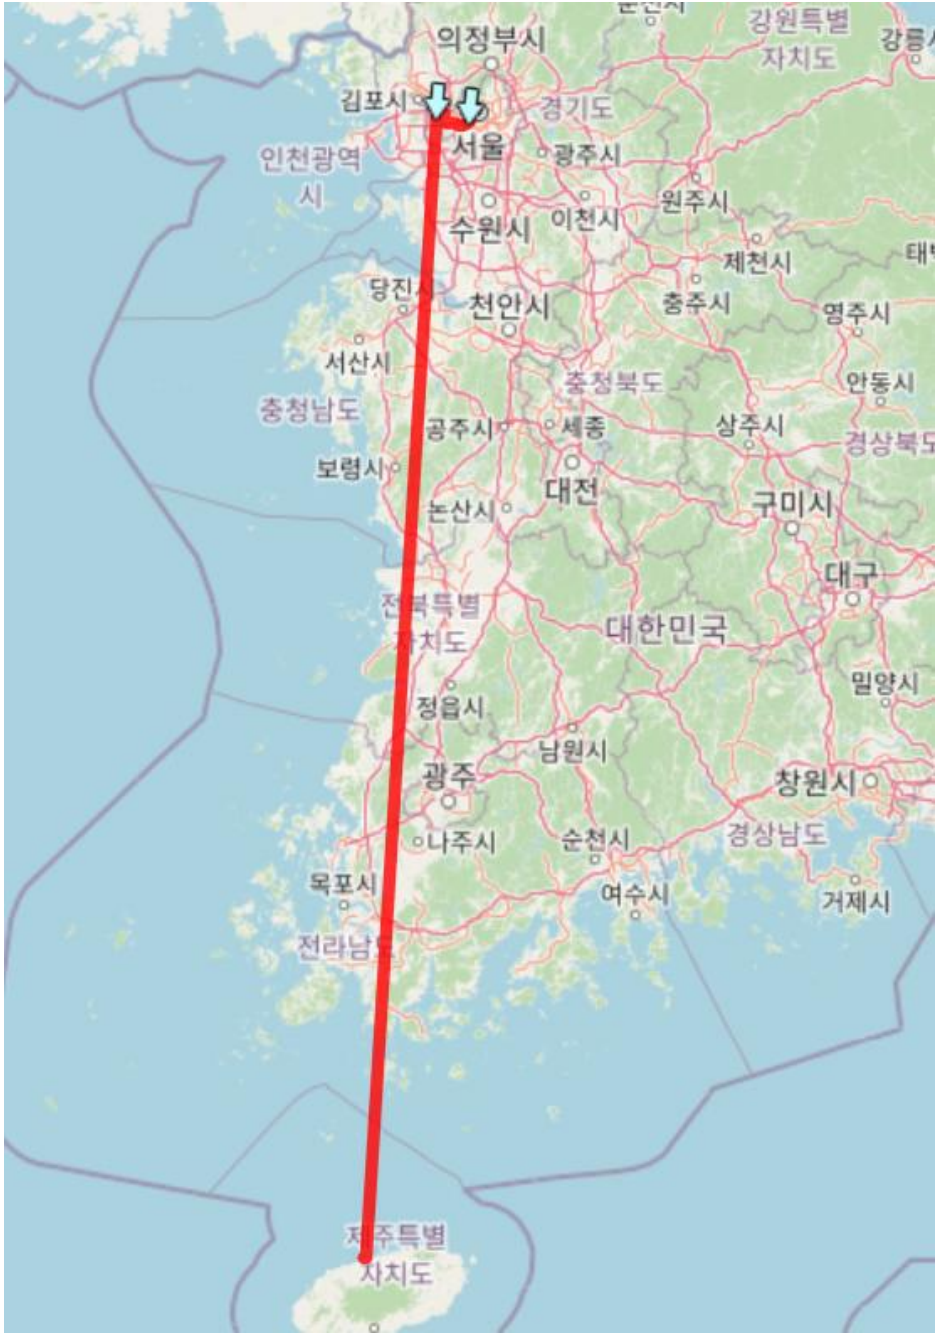 춘천시
강원특별
자치도
강릉시
의정부시
김포시
경기도
서울
광주시
인천광역
시
수원시
이천시
원주시
제천시
태백
당진시
천안시
충주시
영주시
서산시
충청북도
안동시
충청남도
공주시
세종
상주시
경상북도
보령시
대전
논산시
구미시
대구
전북특별
자치도
대한민국
밀양시
정읍시
남원시
광주
창원시
나주시
순천시
경상남도
목포시
여수시
거제시
전라남도
제주특별
자치도